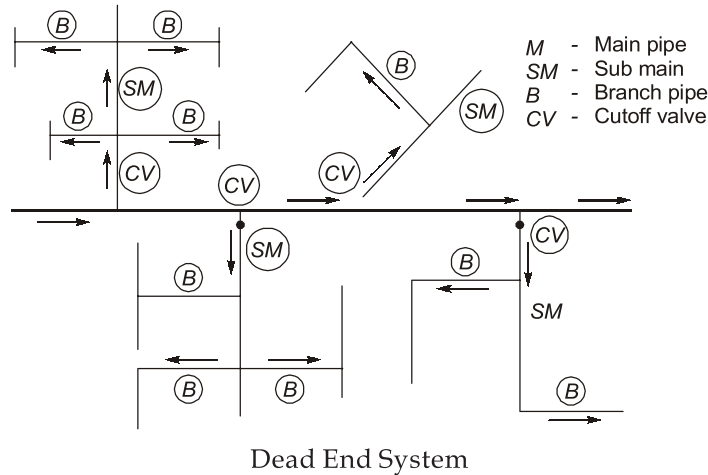 B B
SM
B B
CV
B
SM
M - Main pipe
SM - Sub main
B - Branch pipe
CV - Cutoff valve
CV CV
SM CV
B B
SM
B B B
Dead End System